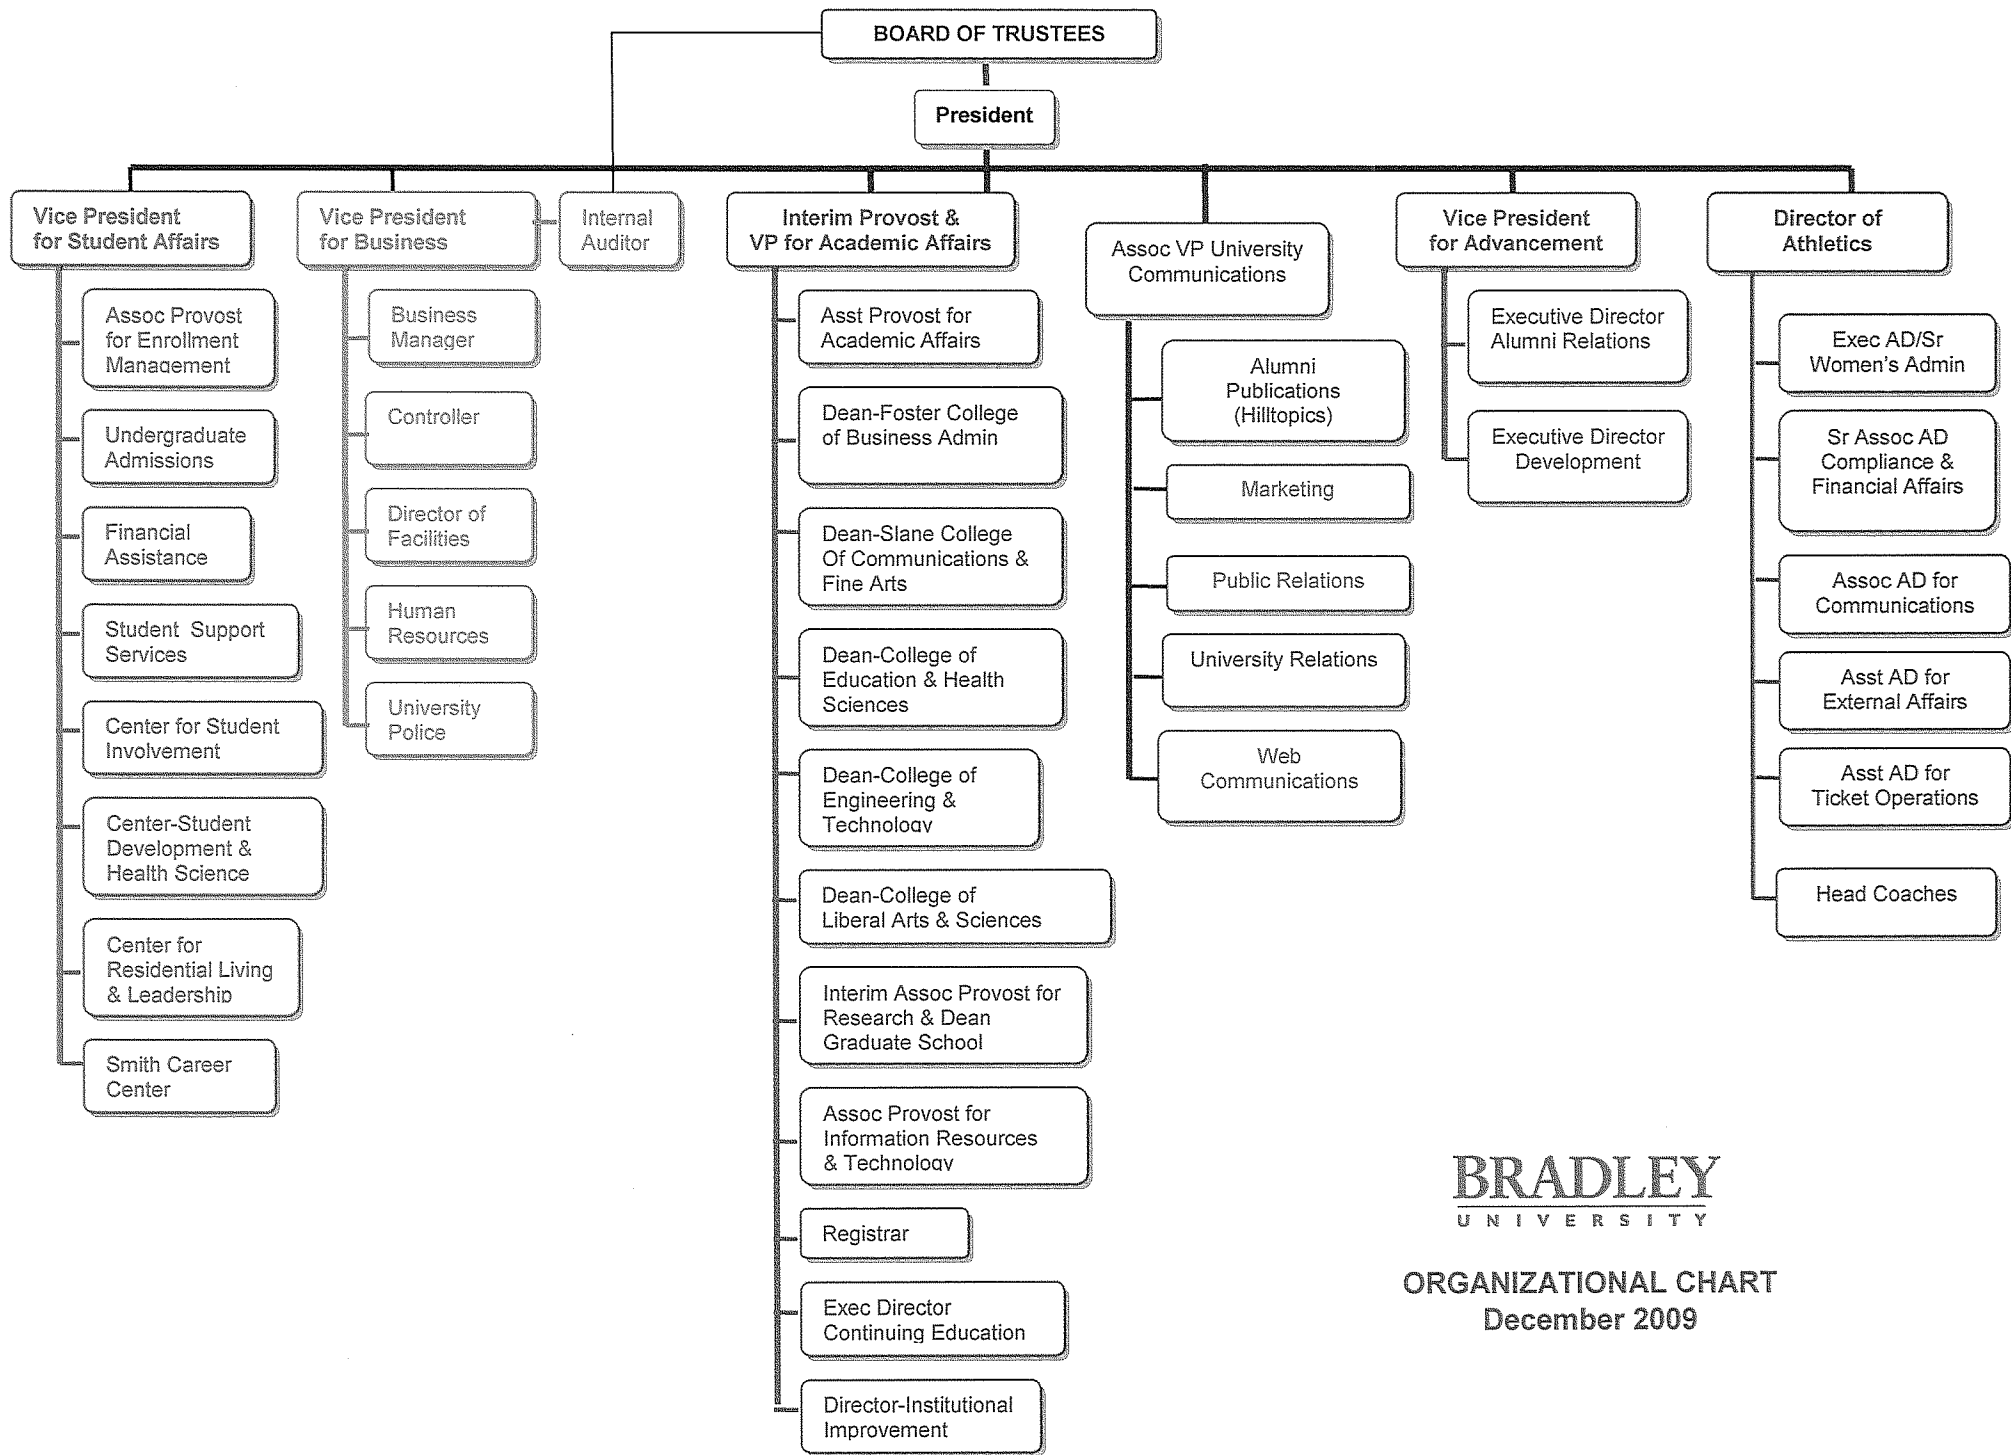 BOARD OF TRUSTEES
President
Vice President
for Student Affairs
Assoc Provost
for Enrollment
Management
Undergraduate
Admissions
Financial
Assistance
Student Support
Services
Center for Student
Involvement
Center-Student
Development &
Health Science
Center for
Residential Living
& Leadership
Smith Career
Center
Vice President
for Business
Business
Manager
Controller
Director of
Facilities
Human
Resources
University
Police
Internal
Auditor
Interim Provost &
VP for Academic Affairs
Asst Provost for
Academic Affairs
Dean-Foster College
of Business Admin
Dean-Slane College
Of Communications &
Fine Arts
Dean-College of
Education & Health
Sciences
Dean-College of
Engineering &
Technology
Dean-College of
Liberal Arts & Sciences
Interim Assoc Provost for
Research & Dean
Graduate School
Assoc Provost for
Information Resources
& Technology
Registrar
Exec Director
Continuing Education
Director-Institutional
Improvement
Assoc VP University
Communications
Alumni
Publications
(Hilltopics)
Marketing
Public Relations
University Relations
Web
Communications
Vice President
for Advancement
Executive Director
Alumni Relations
Executive Director
Development
Director of
Athletics
Exec AD/Sr
Women's Admin
Sr Assoc AD
Compliance &
Financial Affairs
Assoc AD for
Communications
Asst AD for
External Affairs
Asst AD for
Ticket Operations
Head Coaches
BRADLEY
UNIVERSITY
ORGANIZATIONAL CHART
December 2009